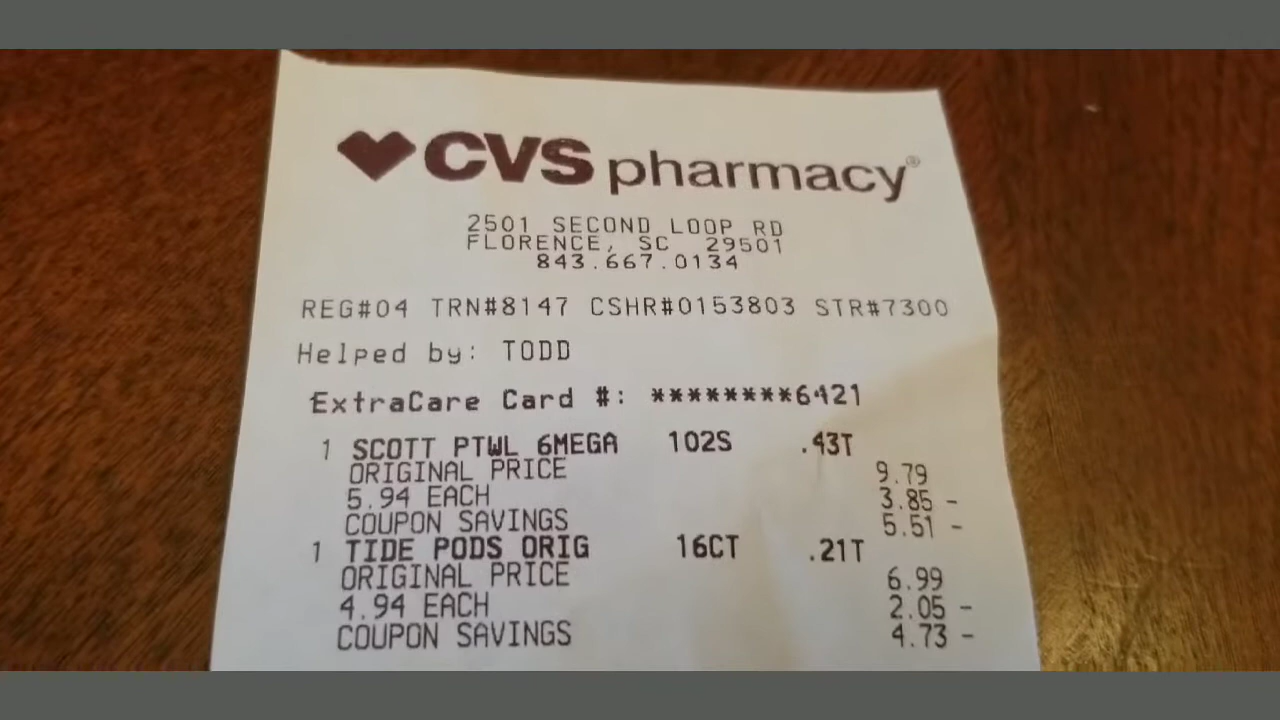 CVS pharmacy®
2501 SECOND LOOP RD
FLORENCE, SC 29501
843.667.0134
REG#04 TRN#8147 CSHR#0153803 STR#7300
Helped by: TODD
ExtraCare Card #: ********6421
1 SCOTT PTWL 6MEGA 102S .43T
ORIGINAL PRICE 9.79
5.94 EACH 3.85 -
COUPON SAVINGS 5.51 -
1 TIDE PODS ORIG 16CT .21T
ORIGINAL PRICE 6.99
4.94 EACH 2.05 -
COUPON SAVINGS 4.73 -